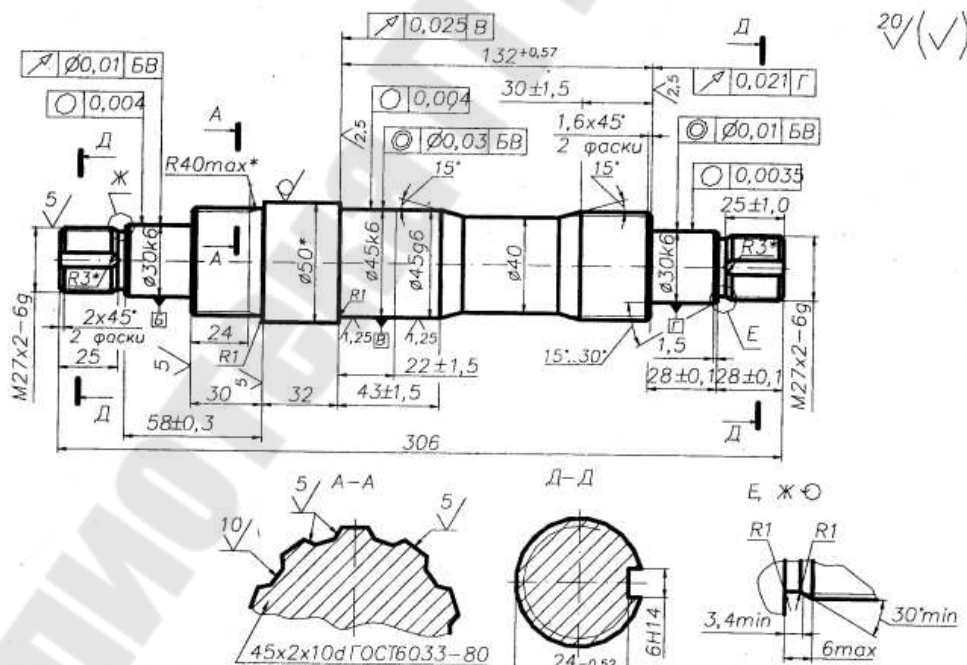 0,025 B
Д
20 (√)
132+0,57
Ø0,01 БВ
0,021 Г
0,004
А
0,004
30±1,5
2,5
2,5
Д
Ø0,03 БВ
1,6x45°
2 фаски
Ø0,01 БВ
R40max*
15°
15°
0,0035
Ж
5
25±1,0
M27x2-6g
R3*
ø30k6
А
ø50*
ø45k6
ø45g6
ø40
ø30k6
R3*
M27x2-6g
Б
R1
Г
2x45°
2 фаски
24
1,25
В
1,25
Е
25
R1
15°..30°
1,5
5
5
22±1,5
28±0,1
28±0,1
30
32
43±1,5
Д
58±0,3
Д
306
А-А
Д-Д
Е, Ж
5
5
10
R1
R1
30°min
3,4min
6H14
6max
45x2x10d ГОСТ6033-80
24-0,52